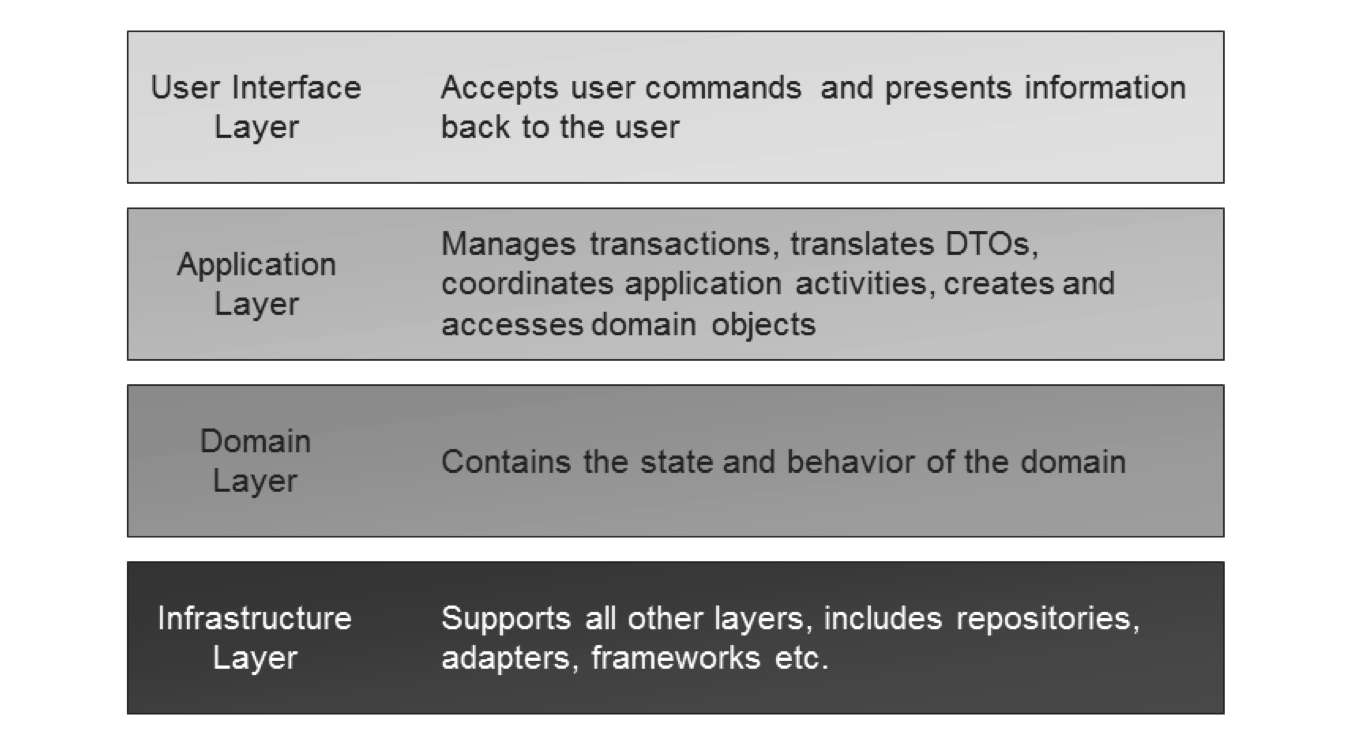 User Interface
Layer
Accepts user commands and presents information
back to the user
Application
Layer
Manages transactions, translates DTOs,
coordinates application activities, creates and
accesses domain objects
Domain
Layer
Contains the state and behavior of the domain
Infrastructure
Layer
Supports all other layers, includes repositories,
adapters, frameworks etc.